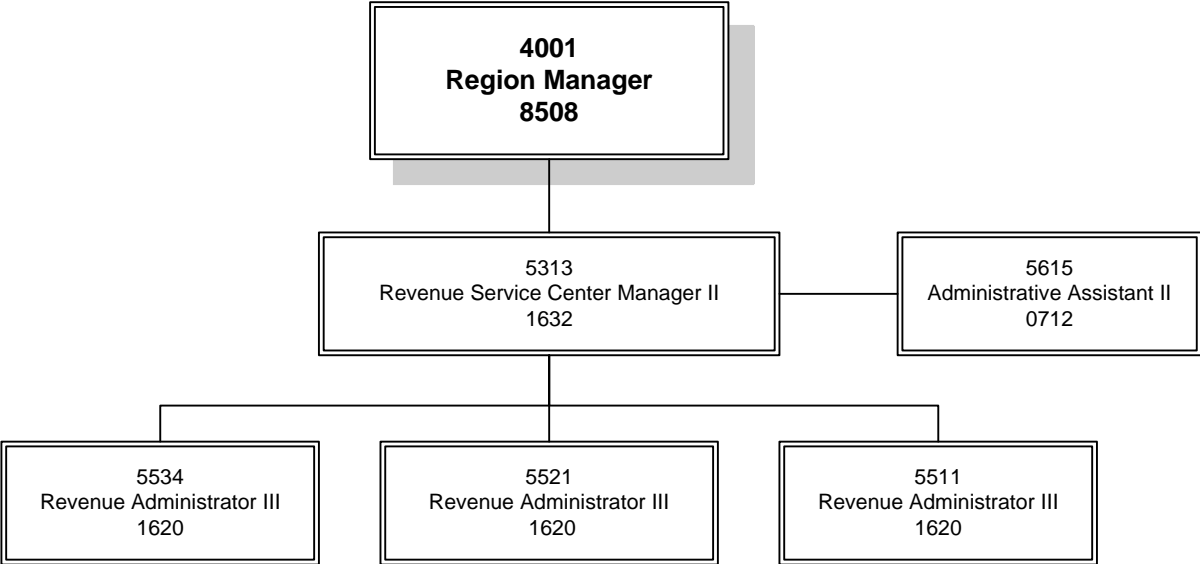 4001
Region Manager
8508
5313
Revenue Service Center Manager II
1632
5615
Administrative Assistant II
0712
5534
Revenue Administrator III
1620
5521
Revenue Administrator III
1620
5511
Revenue Administrator III
1620